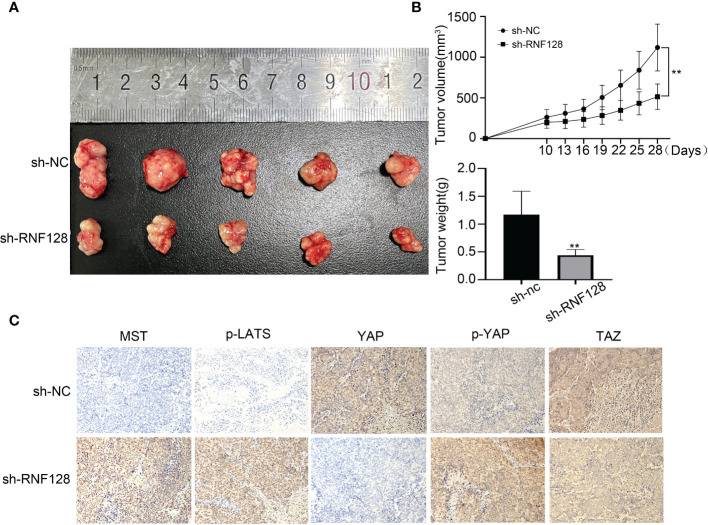 A
0.5mm
1 2 3 4 5 6 7 8 9 10 1 2
sh-NC
sh-RNF128
B
Tumor volume(mm3)
1500
1000
500
0
sh-NC
sh-RNF128
**
10 13 16 19 22 25 28 (Days)
Tumor weight(g)
2.0
1.5
1.0
0.5
0.0
**
sh-nc
sh-RNF128
C
MST p-LATS YAP p-YAP TAZ
sh-NC
sh-RNF128